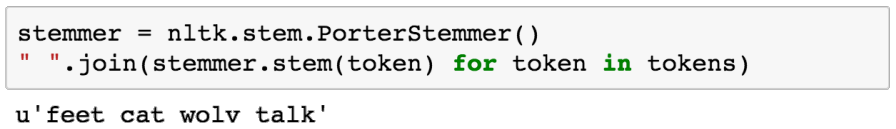 stemmer = nltk.stem.PorterStemmer()
" ".join(stemmer.stem(token) for token in tokens)
u'feet cat wolv talk'